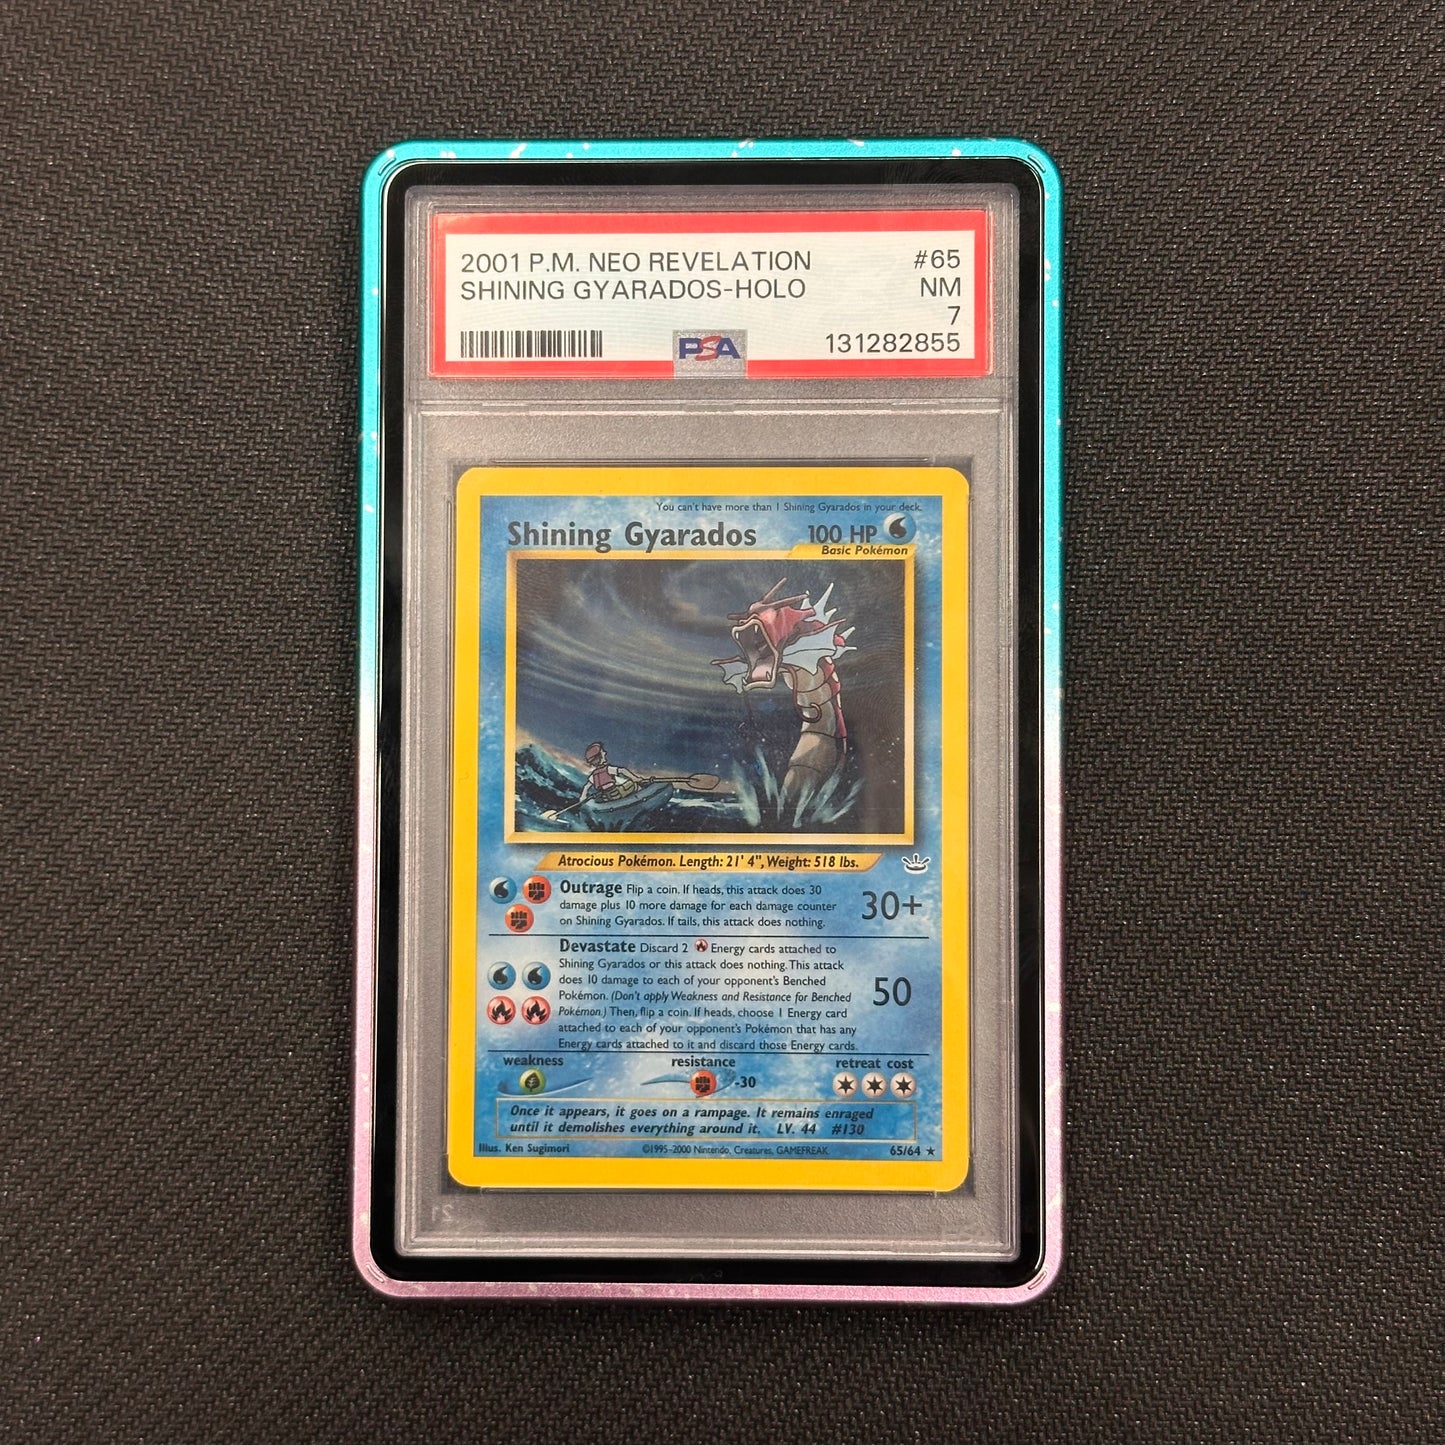 2001 P.M. NEO REVELATION #65
SHINING GYARADOS-HOLO NM
7
PSA 131282855
You can't have more than 1 Shining Gyarados in your deck.
Shining Gyarados 100 HP
Basic Pokémon
Atrocious Pokémon. Length: 21' 4", Weight: 518 lbs.
Outrage Flip a coin. If heads, this attack does 30
damage plus 10 more damage for each damage counter
on Shining Gyarados. If tails, this attack does nothing.
30+
Devastate Discard 2 Energy cards attached to
Shining Gyarados or this attack does nothing. This attack
does 10 damage to each of your opponent's Benched
Pokémon. (Don't apply Weakness and Resistance for Benched
Pokémon.) Then, flip a coin. If heads, choose 1 Energy card
attached to each of your opponent's Pokémon that has any
Energy cards attached to it and discard those Energy cards.
50
weakness resistance retreat cost
-30
Once it appears, it goes on a rampage. It remains enraged
until it demolishes everything around it. LV. 44 #130
Illus. Ken Sugimori ©1995-2000 Nintendo, Creatures, GAMEFREAK. 65/64 ★